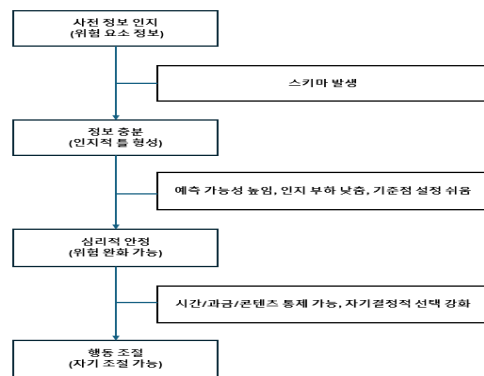 사전 정보 인지
(위험 요소 정보)
스키마 발생
정보 충분
(인지적 틀 형성)
예측 가능성 높임, 인지 부하 낮춤, 기준점 설정 쉬움
심리적 안정
(위험 완화 가능)
시간/과금/콘텐츠 통제 가능, 자기결정적 선택 강화
행동 조절
(자기 조절 가능)